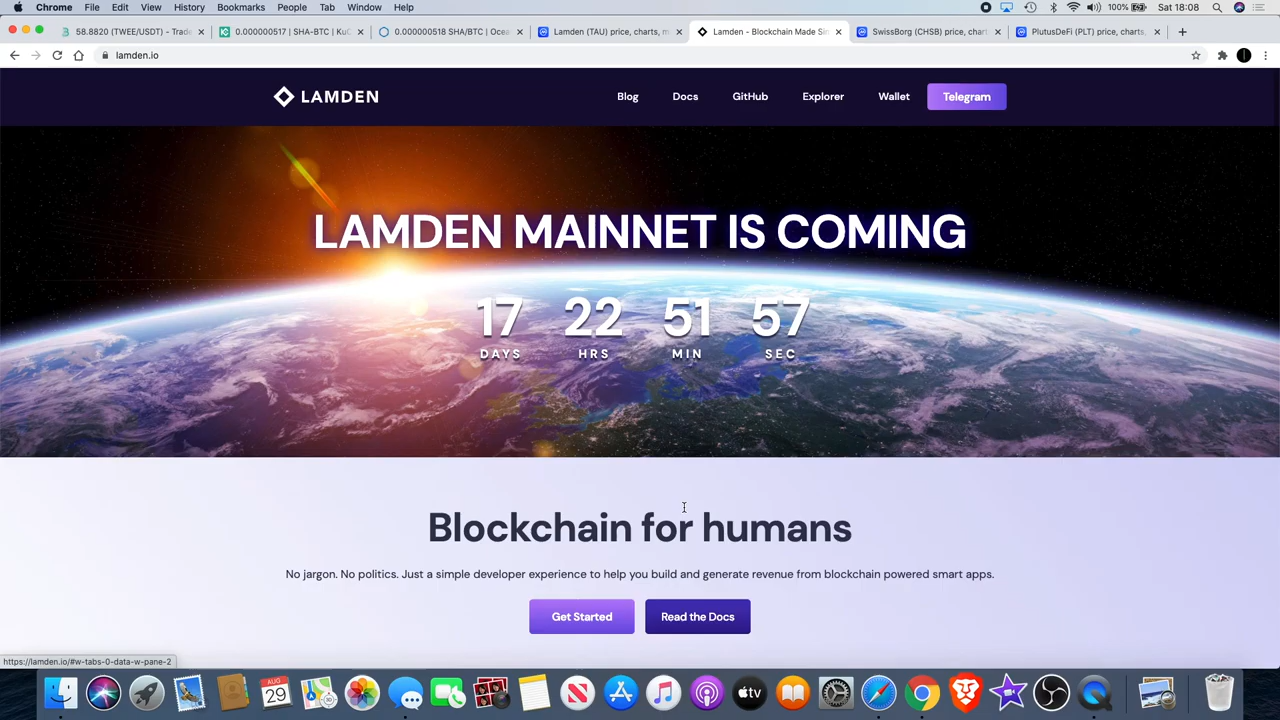 Chrome File Edit View History Bookmarks People Tab Window Help 100% Sat 18:08
58.8820 (TWEE/USDT) - Trade
0.000000517 | SHA-BTC | KuC
0.000000518 SHA/BTC | Ocea
Lamden (TAU) price, charts, m
Lamden - Blockchain Made Si
SwissBorg (CHSB) price, chart
PlutusDeFi (PLT) price, charts,
lamden.io
LAMDEN Blog Docs GitHub Explorer Wallet Telegram
LAMDEN MAINNET IS COMING
17 22 51 57
DAYS HRS MIN SEC
Blockchain for humans
No jargon. No politics. Just a simple developer experience to help you build and generate revenue from blockchain powered smart apps.
Get Started Read the Docs
https://lamden.io/#w-tabs-0-data-w-pane-2
AUG
29
tv